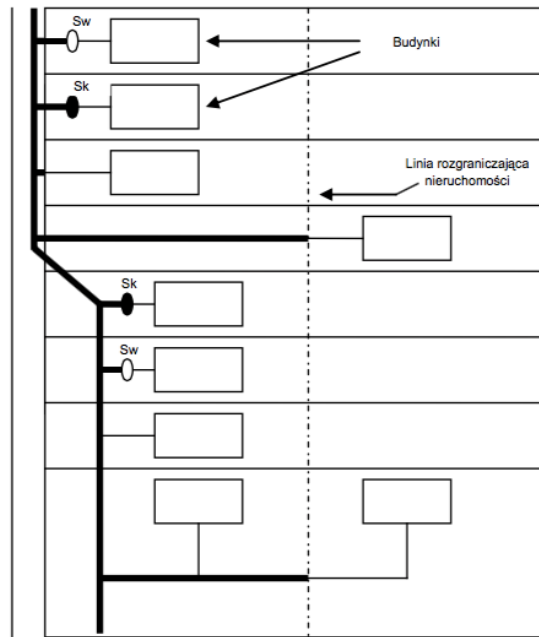 Sw
Budynki
Sk
Linia rozgraniczająca
nieruchomości
Sk
Sw